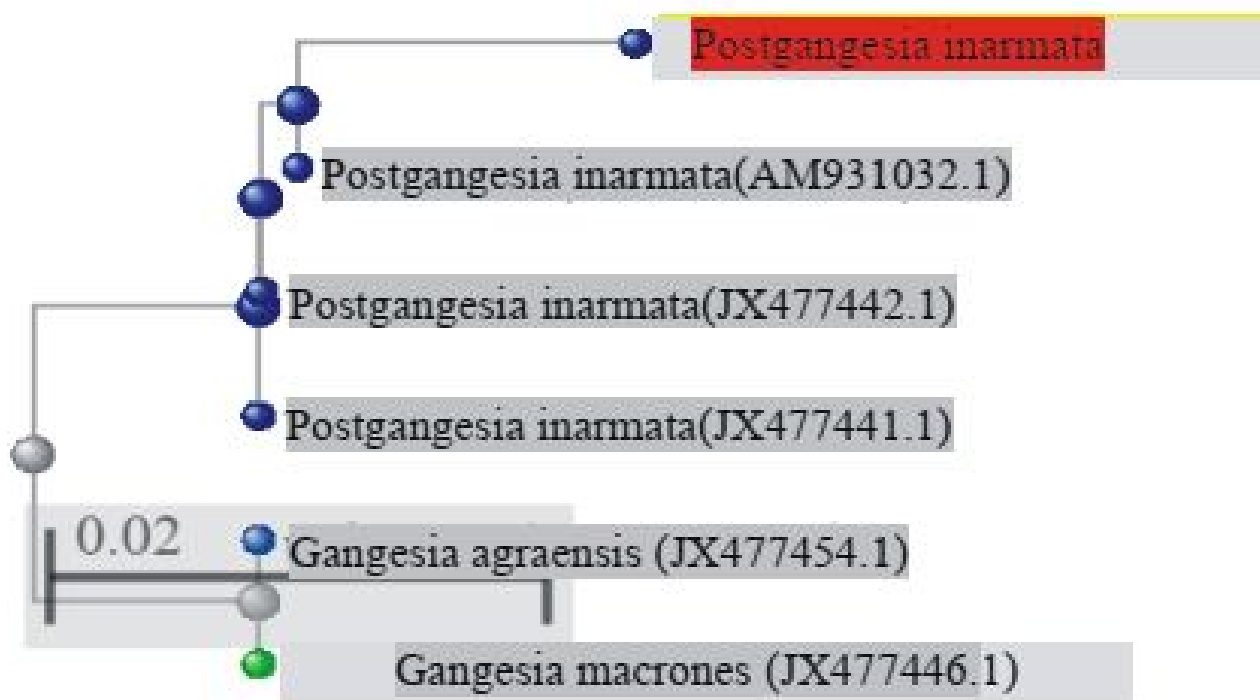 Postgangesia inarmata
Postgangesia inarmata(AM931032.1)
Postgangesia inarmata(JX477442.1)
Postgangesia inarmata(JX477441.1)
0.02
Gangesia agraensis (JX477454.1)
Gangesia macrones (JX477446.1)